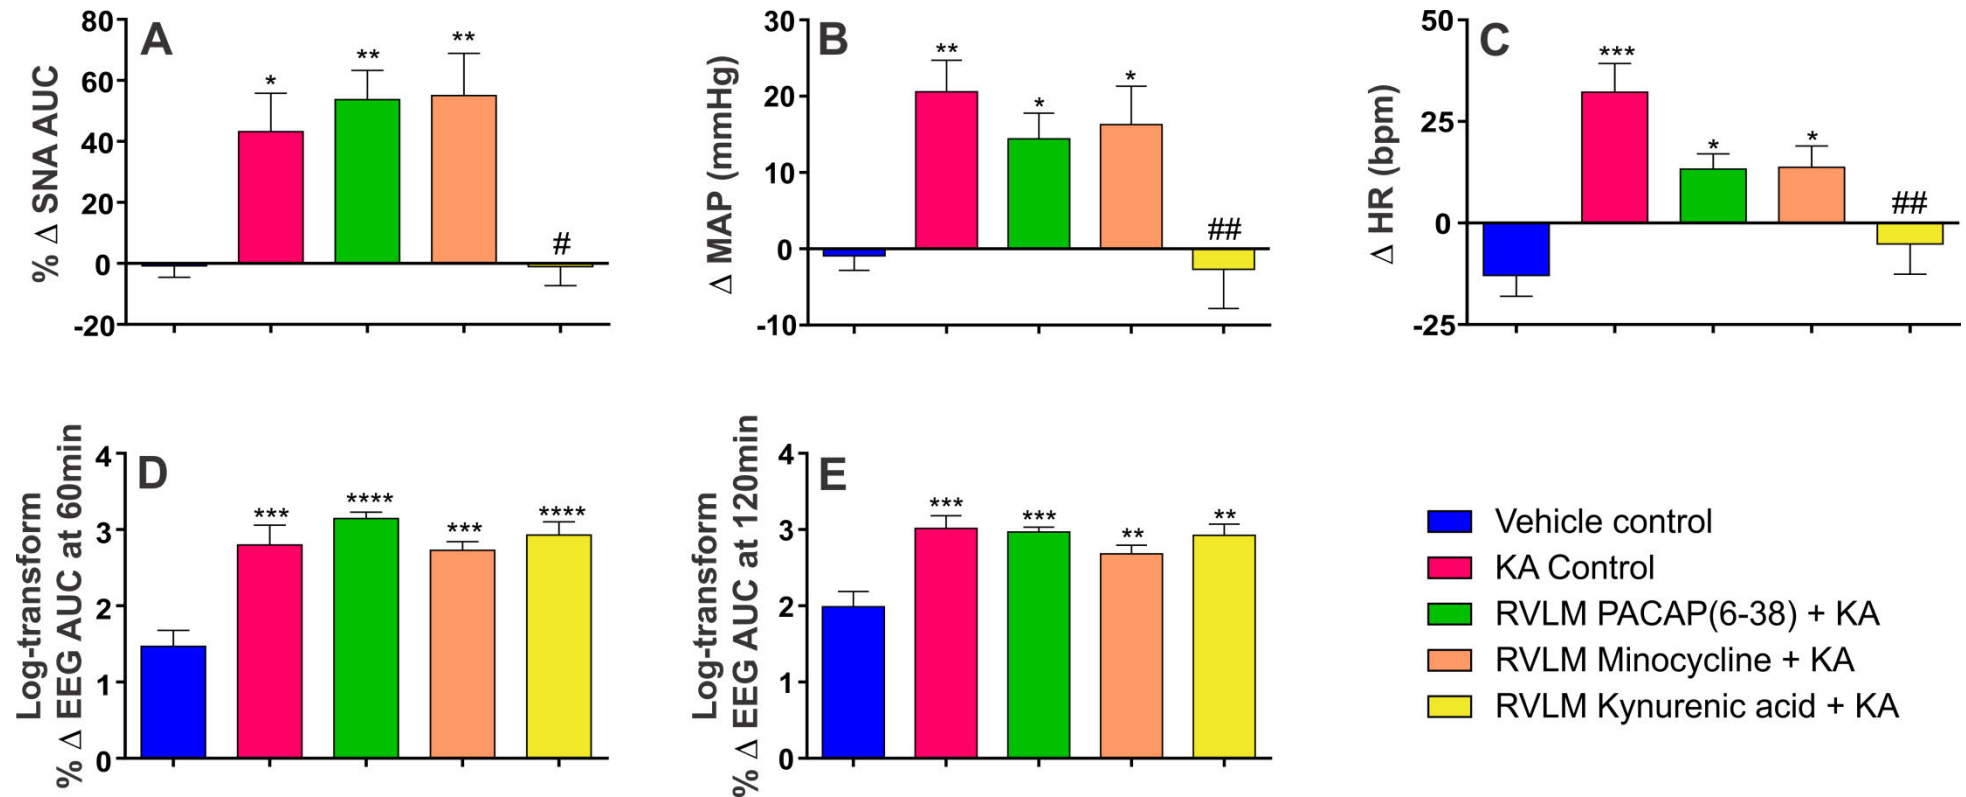 A
% Δ SNA AUC
80
60
40
20
0
-20
*
**
**
#
B
Δ MAP (mmHg)
30
20
10
0
-10
**
*
*
##
C
Δ HR (bpm)
50
25
0
-25
***
*
*
##
D
Log-transform
% Δ EEG AUC at 60min
4
3
2
1
0
***
****
***
****
E
Log-transform
% Δ EEG AUC at 120min
4
3
2
1
0
***
***
**
**
Vehicle control
KA Control
RVLM PACAP(6-38) + KA
RVLM Minocycline + KA
RVLM Kynurenic acid + KA